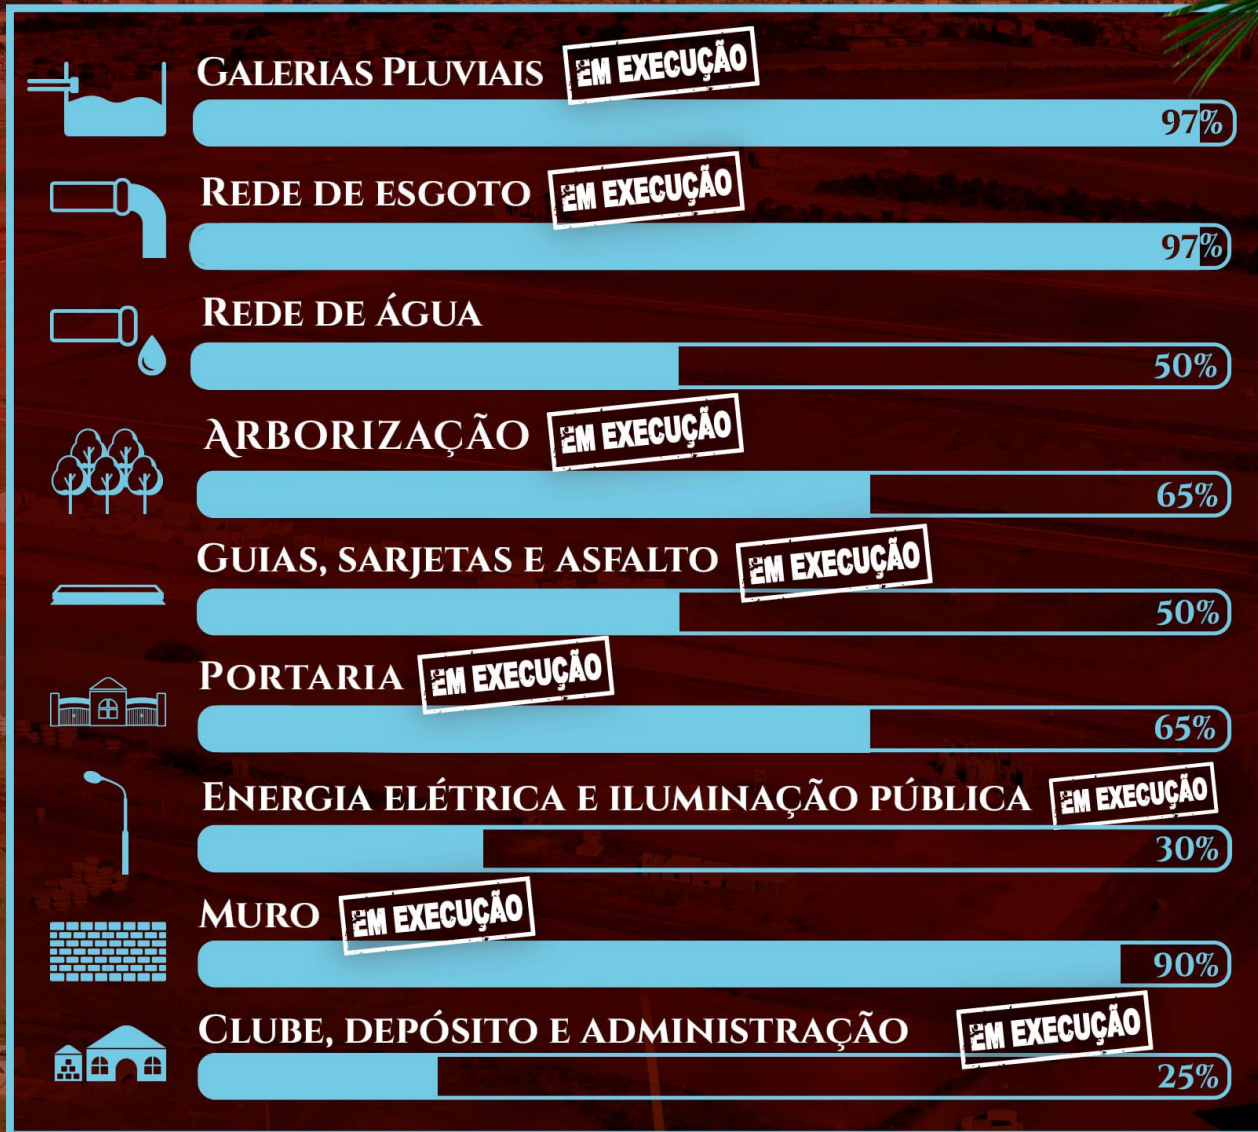 GALERIAS PLUVIAIS EM EXECUÇÃO
97%
REDE DE ESGOTO EM EXECUÇÃO
97%
REDE DE ÁGUA
50%
ARBORIZAÇÃO EM EXECUÇÃO
65%
GUIAS, SARJETAS E ASFALTO EM EXECUÇÃO
50%
PORTARIA EM EXECUÇÃO
65%
ENERGIA ELÉTRICA E ILUMINAÇÃO PÚBLICA EM EXECUÇÃO
30%
MURO EM EXECUÇÃO
90%
CLUBE, DEPÓSITO E ADMINISTRAÇÃO EM EXECUÇÃO
25%